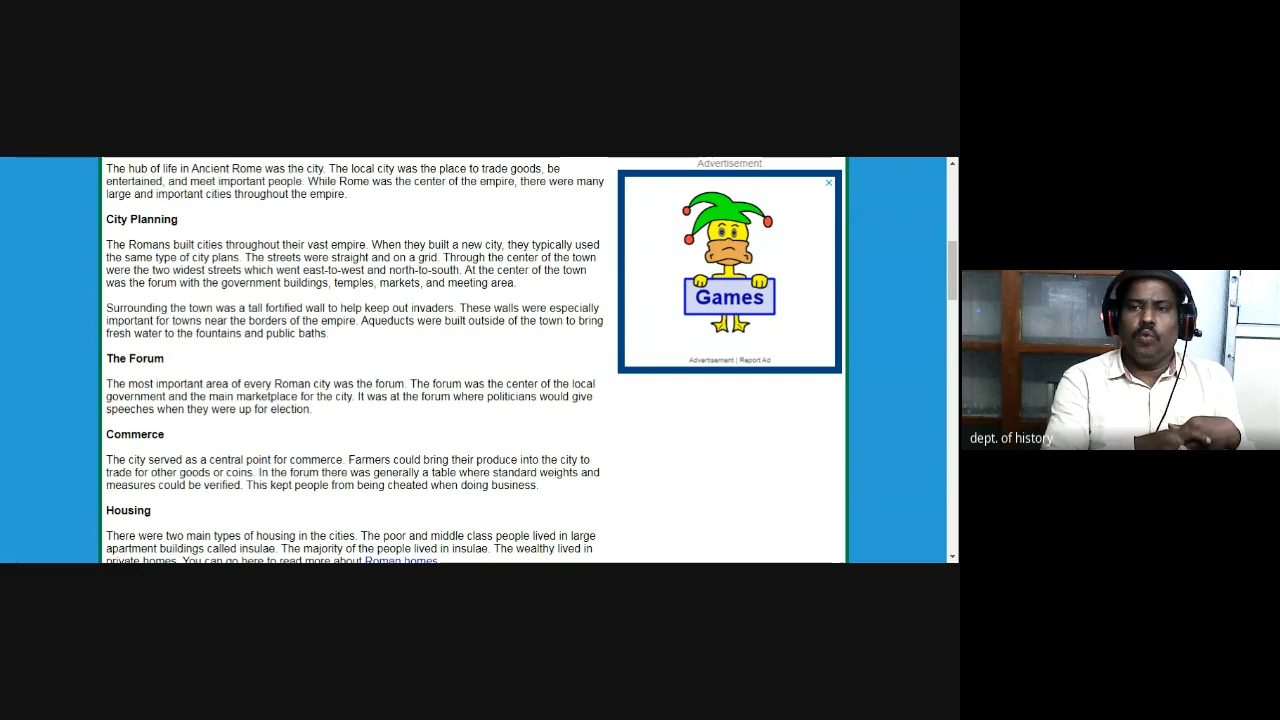 The hub of life in Ancient Rome was the city. The local city was the place to trade goods, be
entertained, and meet important people. While Rome was the center of the empire, there were many
large and important cities throughout the empire.
City Planning
The Romans built cities throughout their vast empire. When they built a new city, they typically used
the same type of city plans. The streets were straight and on a grid. Through the center of the town
were the two widest streets which went east-to-west and north-to-south. At the center of the town
was the forum with the government buildings, temples, markets, and meeting area.
Surrounding the town was a tall fortified wall to help keep out invaders. These walls were especially
important for towns near the borders of the empire. Aqueducts were built outside of the town to bring
fresh water to the fountains and public baths.
The Forum
The most important area of every Roman city was the forum. The forum was the center of the local
government and the main marketplace for the city. It was at the forum where politicians would give
speeches when they were up for election.
Commerce
The city served as a central point for commerce. Farmers could bring their produce into the city to
trade for other goods or coins. In the forum there was generally a table where standard weights and
measures could be verified. This kept people from being cheated when doing business.
Housing
There were two main types of housing in the cities. The poor and middle class people lived in large
apartment buildings called insulae. The majority of the people lived in insulae. The wealthy lived in
private homes. You can go here to read more about Roman homes.
Advertisement
Games
Advertisement | Report Ad
dept. of history